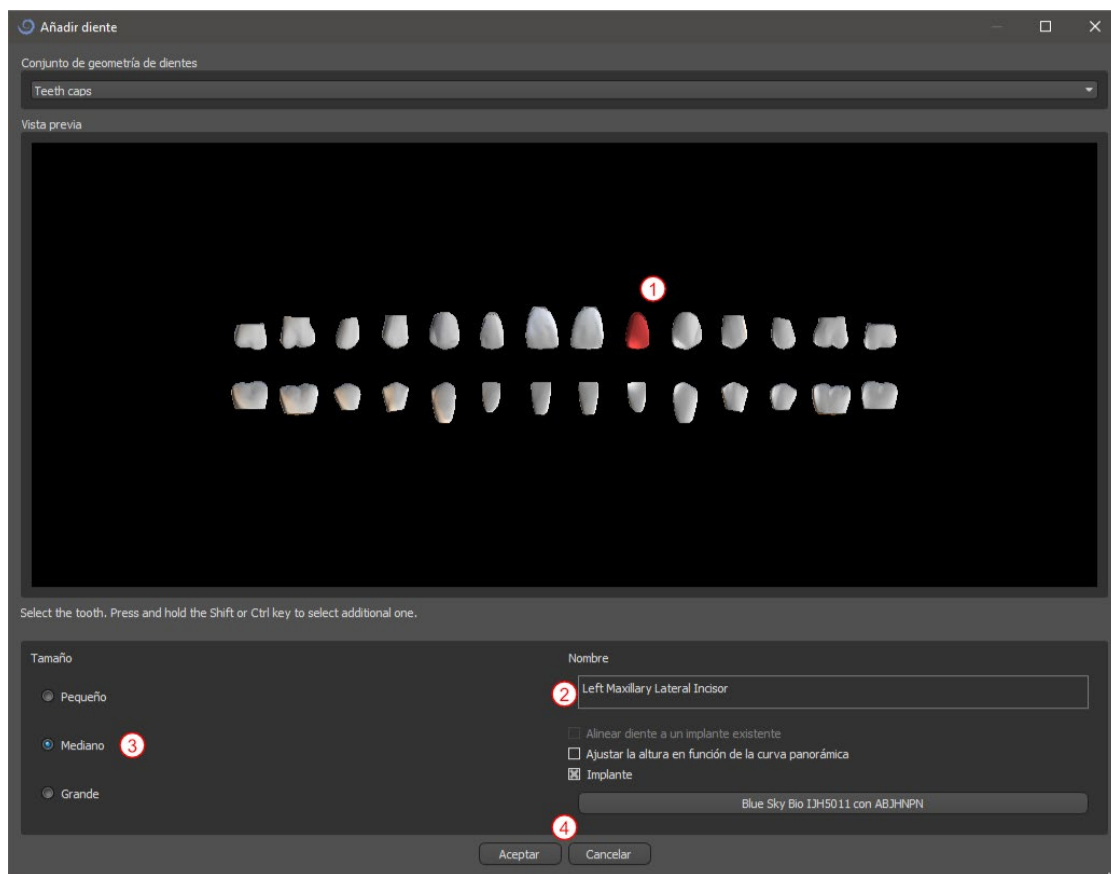 Añadir diente
Conjunto de geometría de dientes
Teeth caps
Vista previa
1
Select the tooth. Press and hold the Shift or Ctrl key to select additional one.
Tamaño
Pequeño
Mediano
3
Grande
Nombre
2
Left Maxillary Lateral Incisor
Alinear diente a un implante existente
Ajustar la altura en función de la curva panorámica
Implante
Blue Sky Bio IJH5011 con ABJHNPN
4
Aceptar
Cancelar